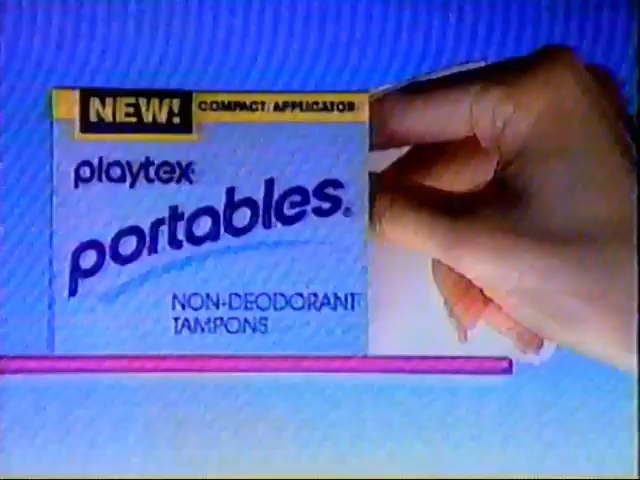 NEW! COMPACT APPLICATOR
playtex
portables.
NON-DEODORANT
TAMPONS